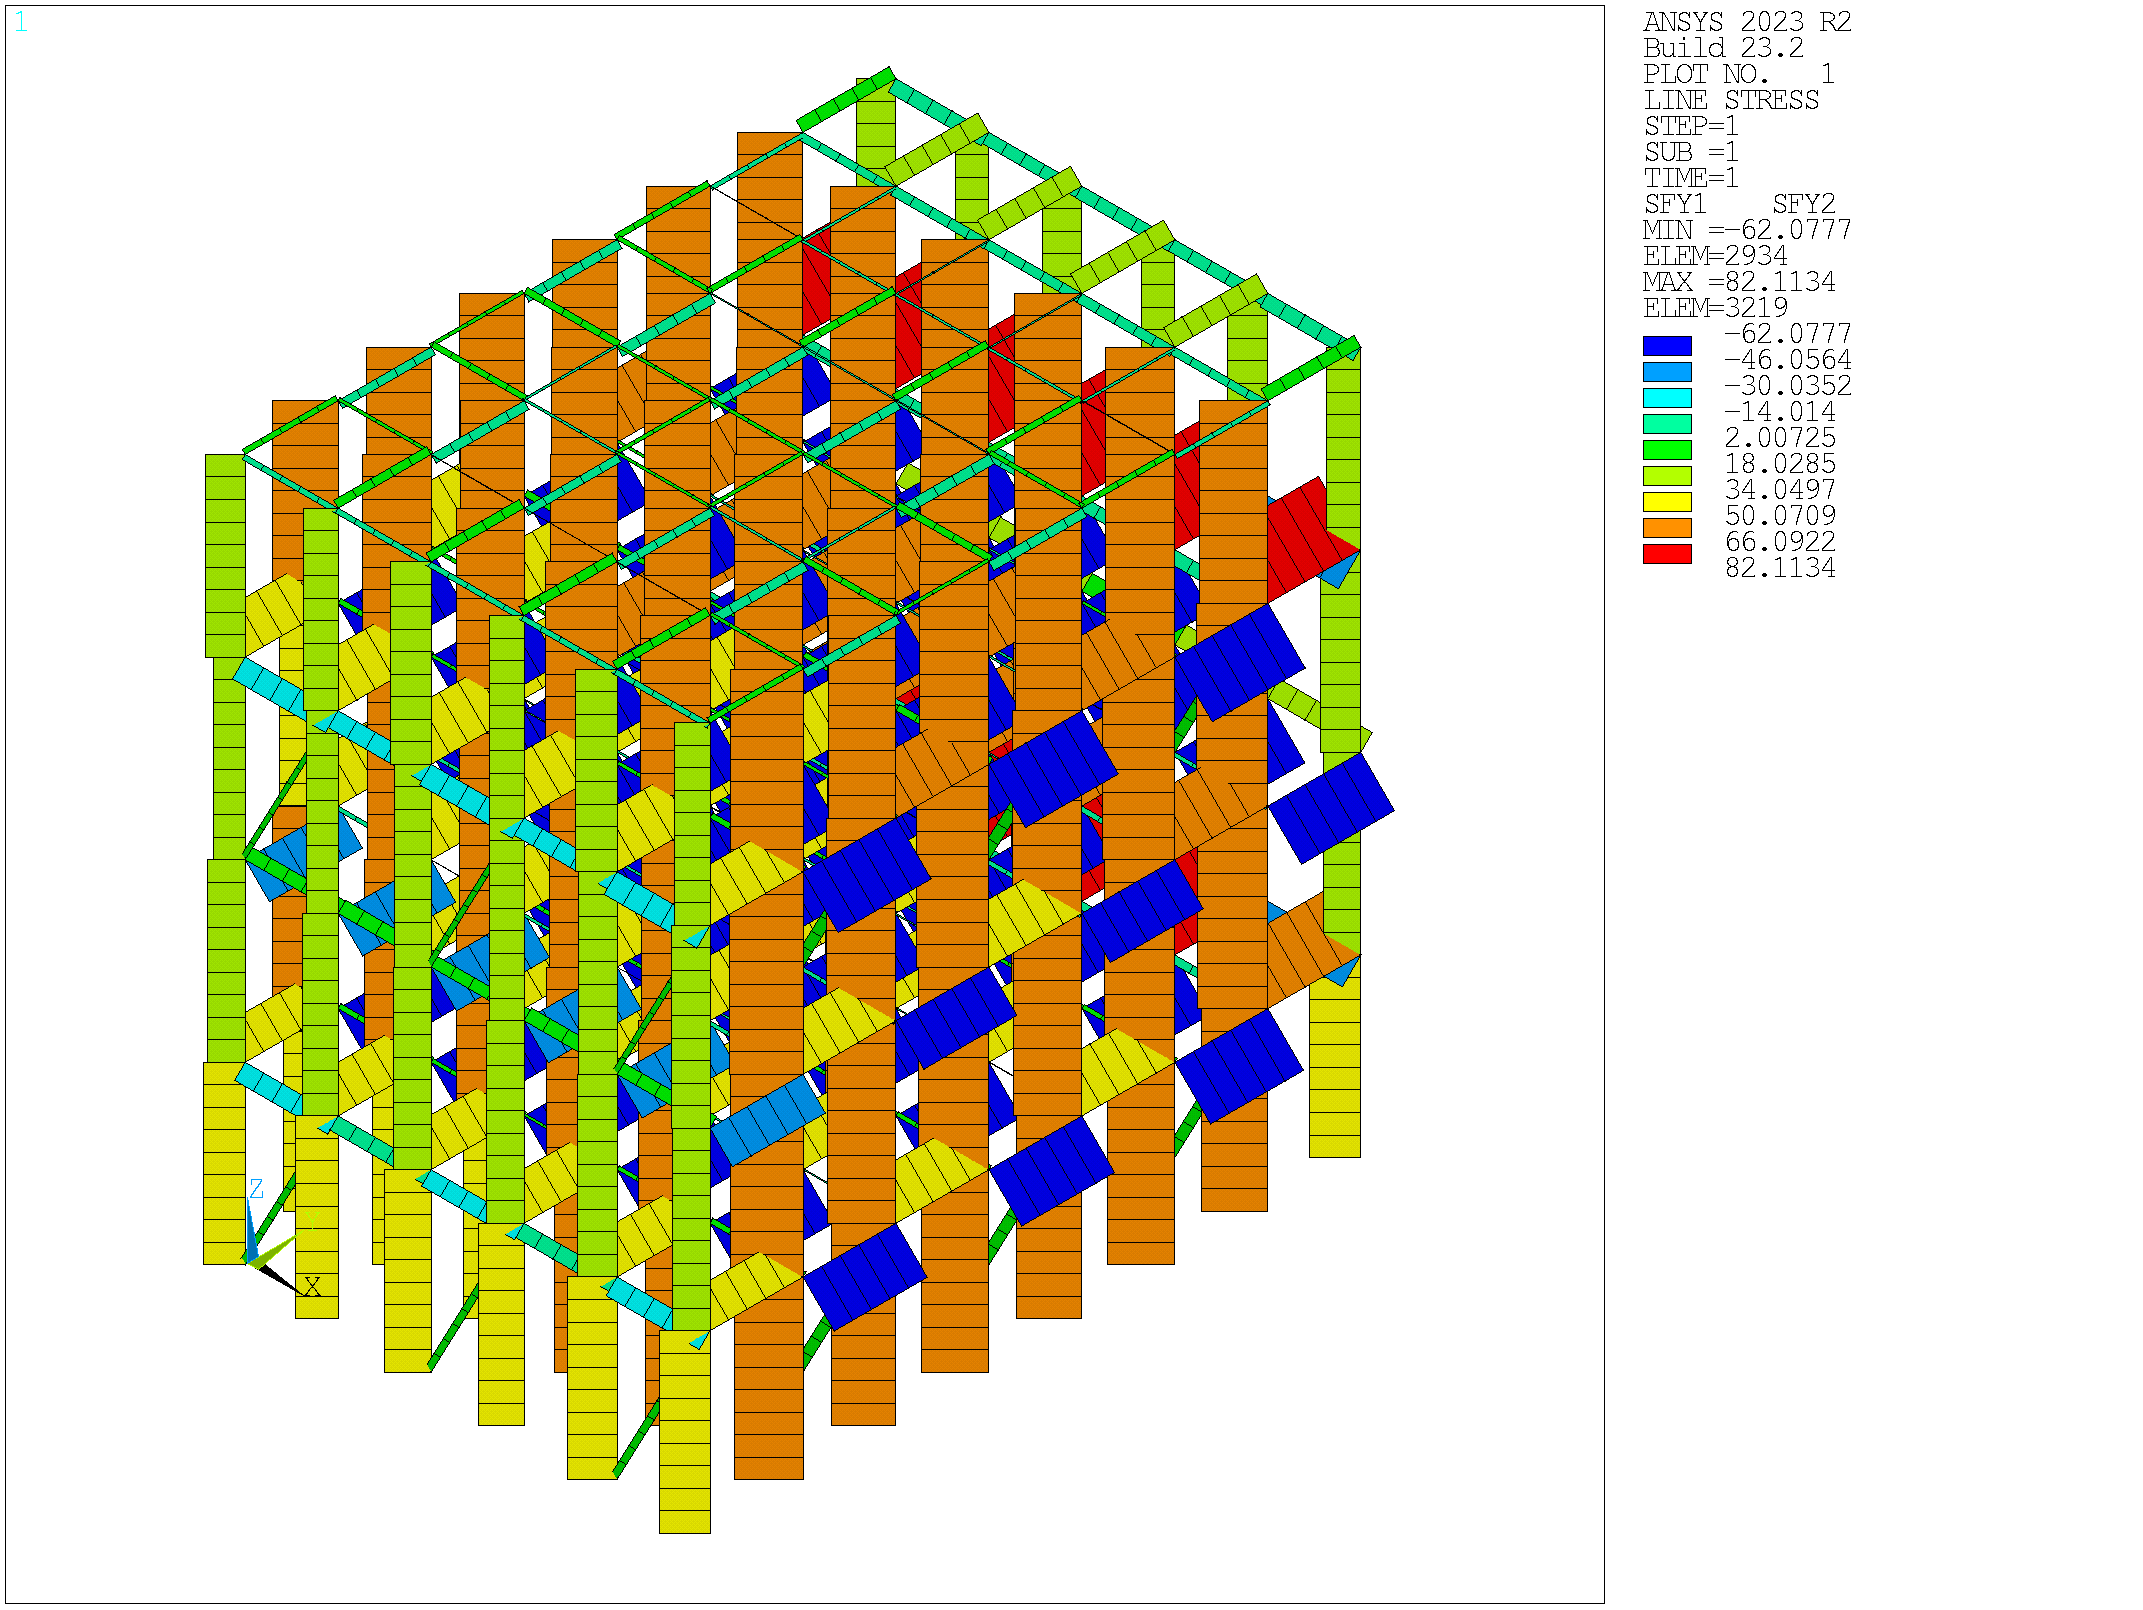 1
ANSYS 2023 R2
Build 23.2
PLOT NO. 1
LINE STRESS
STEP=1
SUB =1
TIME=1
SFY1 SFY2
MIN =-62.0777
ELEM=2934
MAX =82.1134
ELEM=3219
-62.0777
-46.0564
-30.0352
-14.014
2.00725
18.0285
34.0497
50.0709
66.0922
82.1134
Z
X